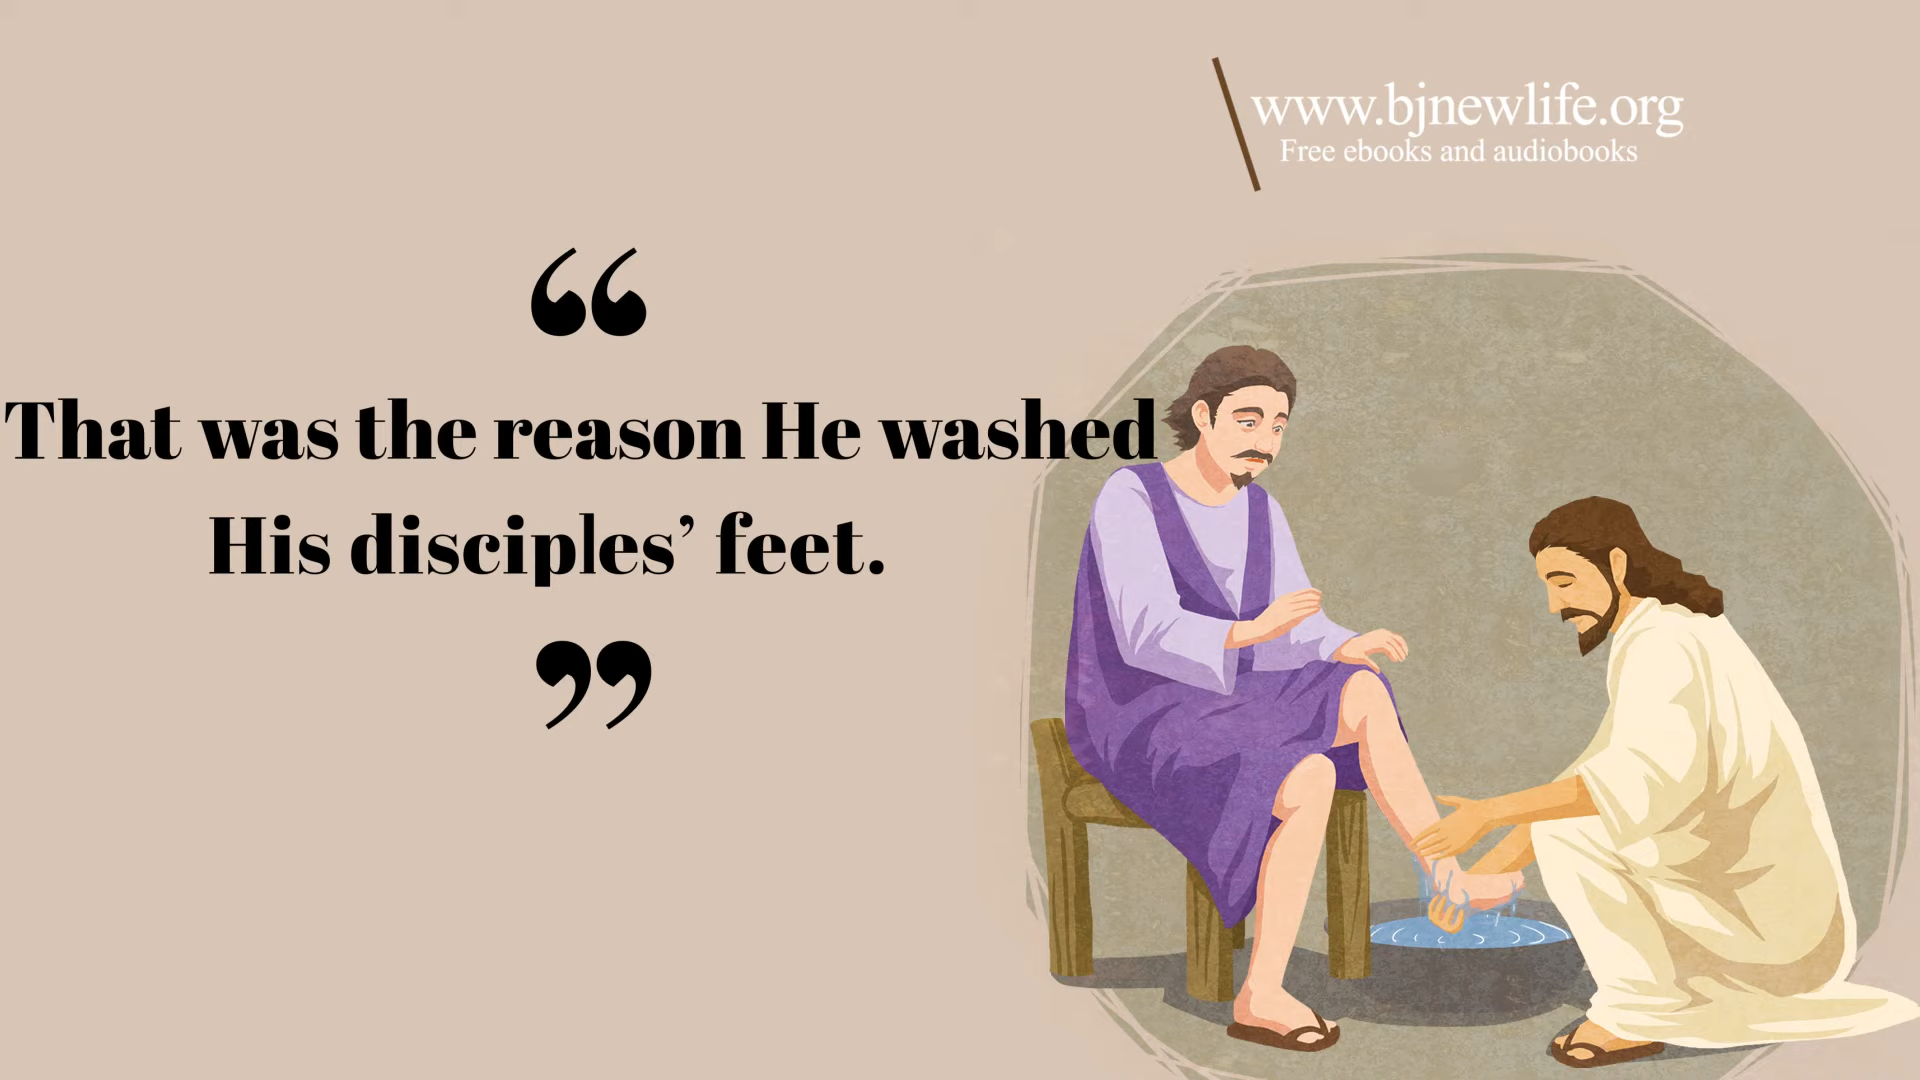 www.bjnewlife.org
Free ebooks and audiobooks
“
That was the reason He washed
His disciples’ feet.
”